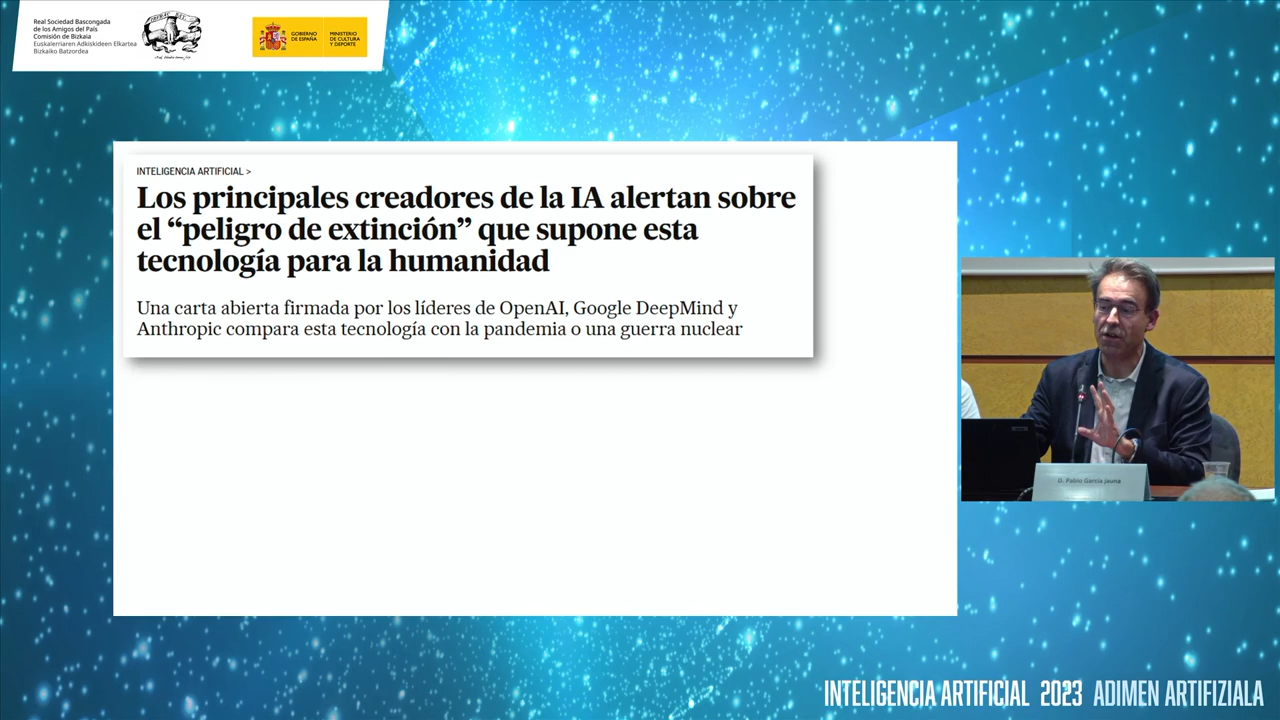 Real Sociedad Bascongada
de los Amigos del País
Comisión de Bizkaia
Euskalerriaren Adkiskideen Elkartea
Bizkaiko Batzordea
GOBIERNO
DE ESPAÑA
MINISTERIO
DE CULTURA
Y DEPORTE
INTELIGENCIA ARTIFICIAL >
Los principales creadores de la IA alertan sobre
el “peligro de extinción” que supone esta
tecnología para la humanidad
Una carta abierta firmada por los líderes de OpenAI, Google DeepMind y
Anthropic compara esta tecnología con la pandemia o una guerra nuclear
D. Pablo García jauna
INTELIGENCIA ARTIFICIAL 2023 ADIMEN ARTIFIZIALA